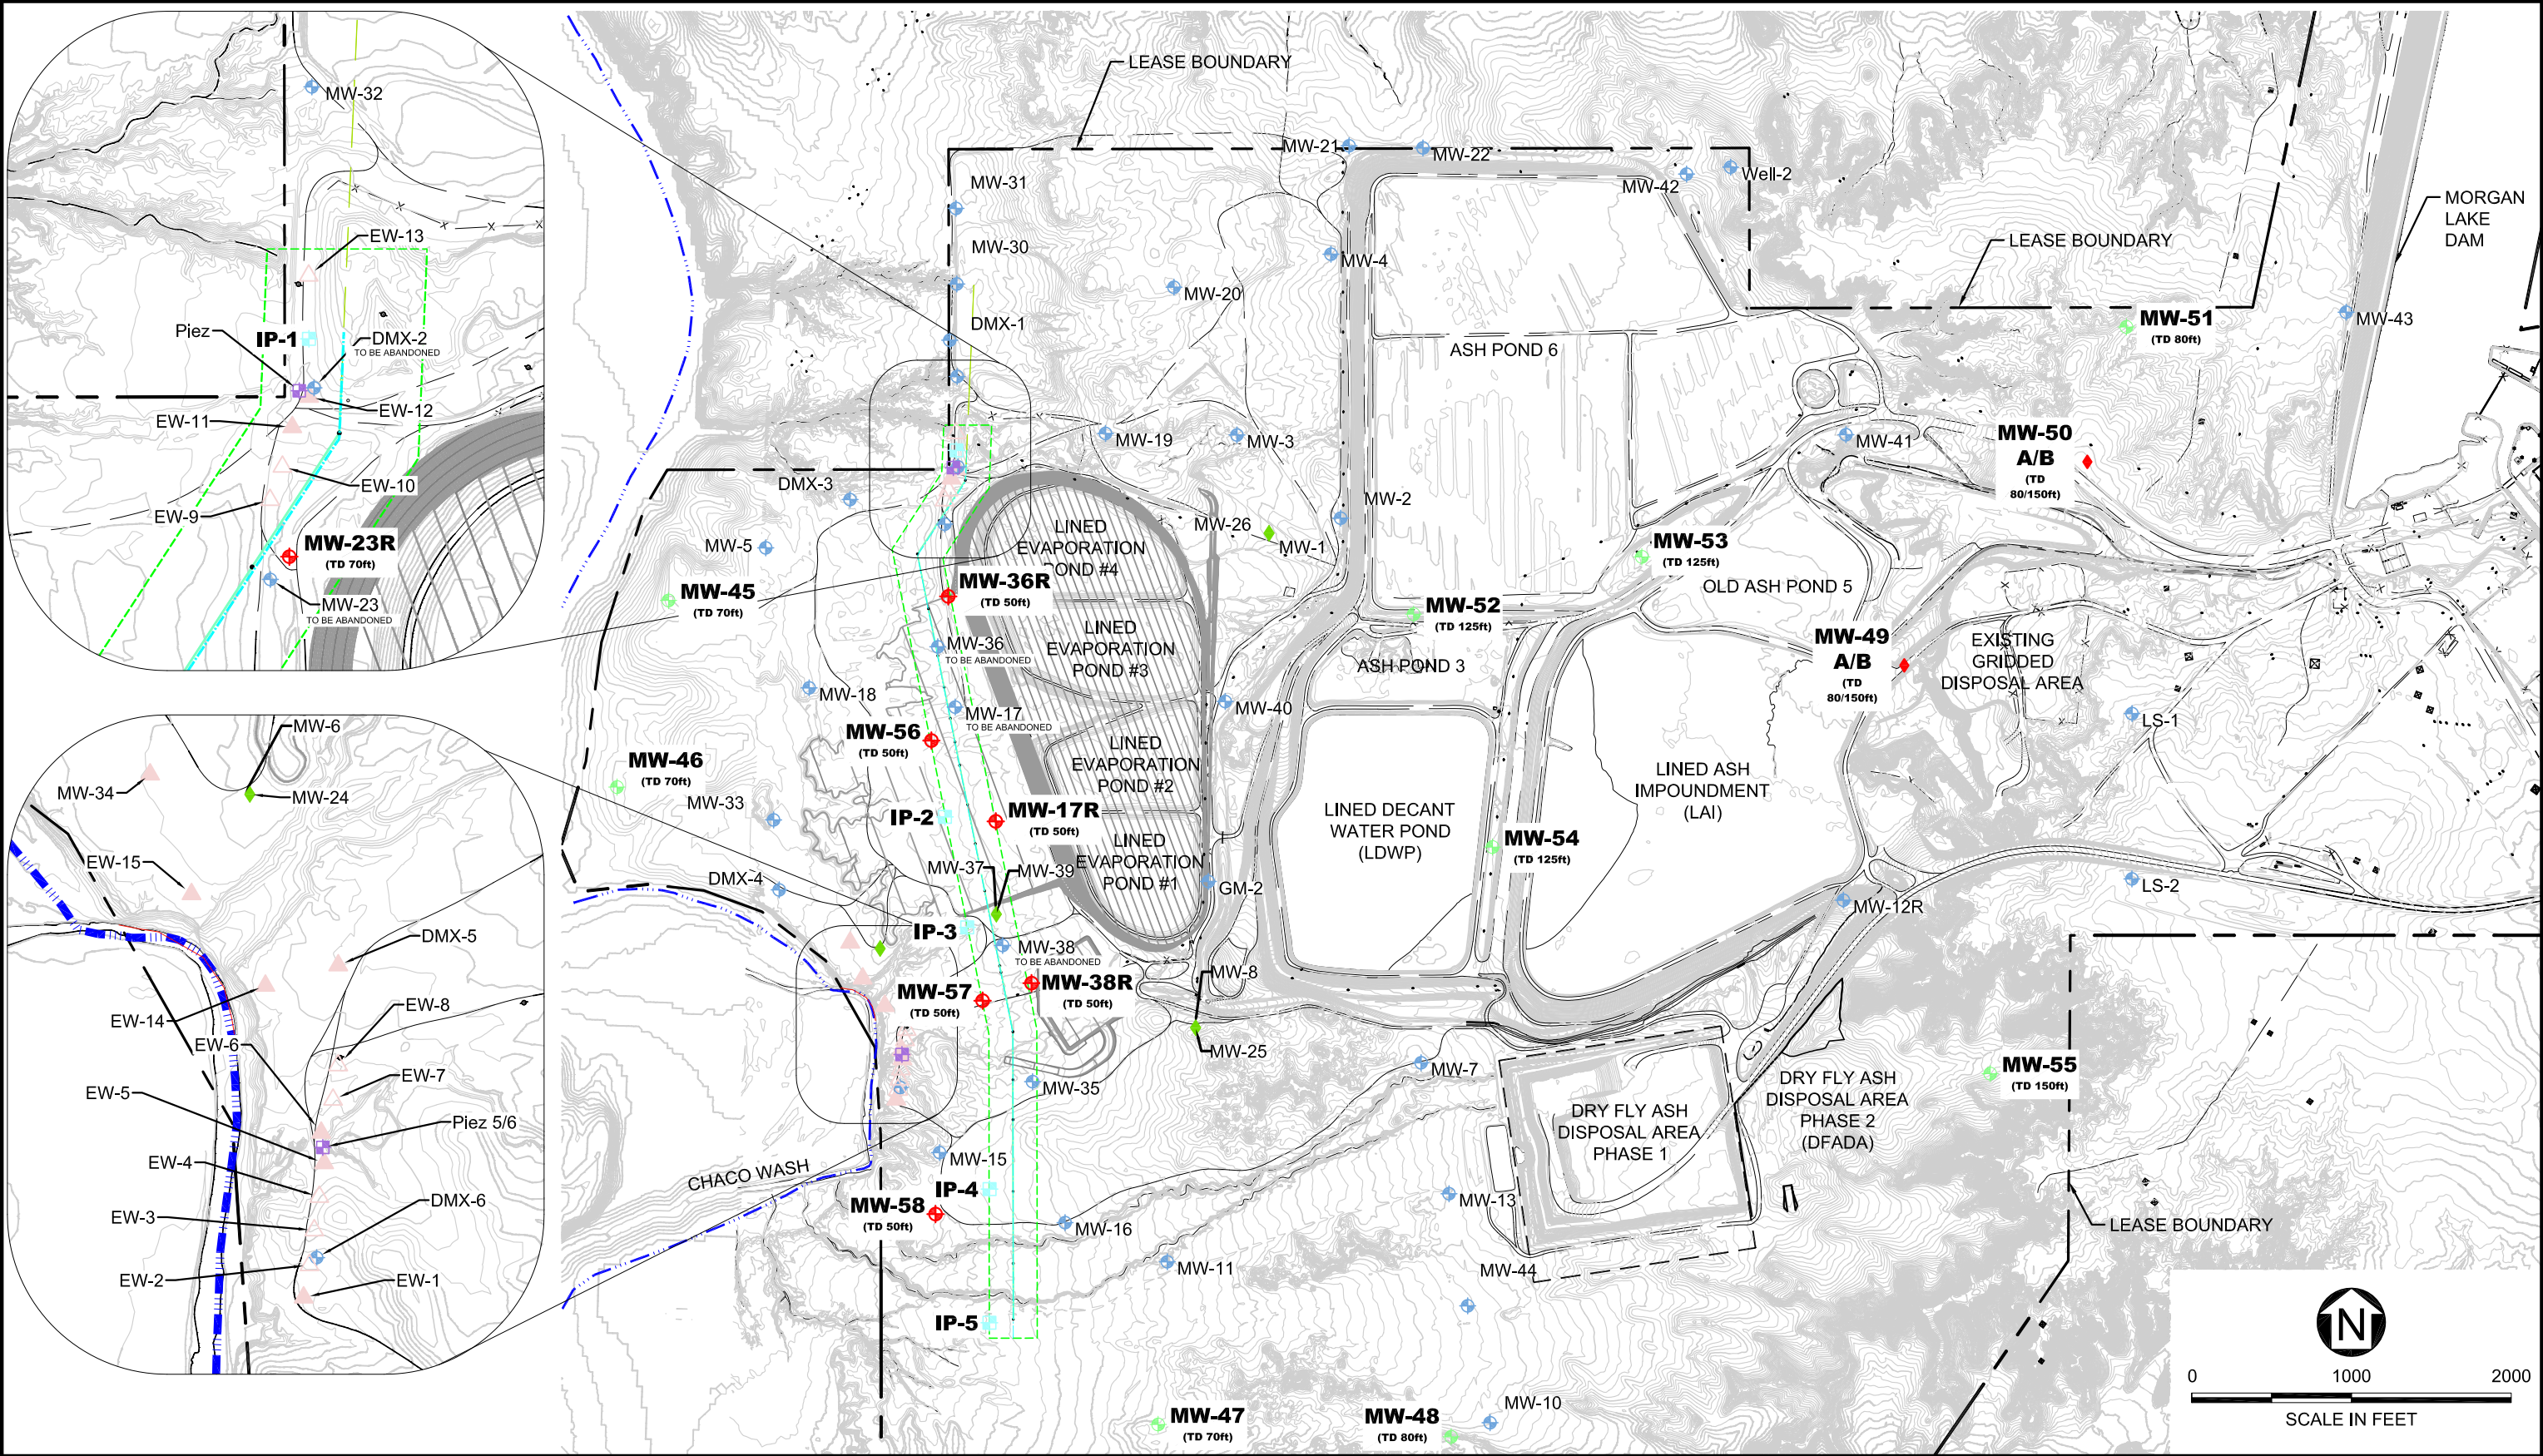 MW-32
EW-13
Piez
IP-1
DMX-2
TO BE ABANDONED
EW-12
EW-11
EW-10
EW-9
MW-23R
(TD 70ft)
MW-23
TO BE ABANDONED
MW-6
MW-34
MW-24
EW-15
DMX-5
EW-14
EW-8
EW-6
EW-7
EW-5
Piez 5/6
EW-4
DMX-6
EW-3
EW-2
EW-1
LEASE BOUNDARY
MW-21
MW-22
MW-31
MW-42
Well-2
MORGAN
LAKE
DAM
MW-30
MW-4
LEASE BOUNDARY
MW-20
DMX-1
MW-51
(TD 80ft)
MW-43
ASH POND 6
MW-19
MW-3
MW-41
MW-50
A/B
(TD
80/150ft)
DMX-3
MW-2
MW-26
MW-1
LINED
EVAPORATION
POND #4
MW-5
MW-53
(TD 125ft)
MW-45
(TD 70ft)
MW-36R
(TD 50ft)
OLD ASH POND 5
MW-52
(TD 125ft)
MW-36
TO BE ABANDONED
LINED
EVAPORATION
POND #3
ASH POND 3
MW-49
A/B
(TD
80/150ft)
EXISTING
GRIDDED
DISPOSAL AREA
MW-18
MW-17
TO BE ABANDONED
MW-40
LS-1
MW-56
(TD 50ft)
MW-46
(TD 70ft)
LINED
EVAPORATION
POND #2
LINED ASH
IMPOUNDMENT
(LAI)
MW-33
IP-2
MW-17R
(TD 50ft)
LINED DECANT
WATER POND
(LDWP)
MW-54
(TD 125ft)
LINED
EVAPORATION
POND #1
MW-37
MW-39
DMX-4
GM-2
LS-2
MW-12R
IP-3
MW-38
TO BE ABANDONED
MW-8
MW-57
(TD 50ft)
MW-38R
(TD 50ft)
MW-25
MW-7
MW-55
(TD 150ft)
MW-35
DRY FLY ASH
DISPOSAL AREA
PHASE 2
(DFADA)
DRY FLY ASH
DISPOSAL AREA
PHASE 1
MW-15
CHACO WASH
IP-4
MW-58
(TD 50ft)
MW-13
MW-16
LEASE BOUNDARY
MW-11
MW-44
IP-5
MW-10
MW-47
(TD 70ft)
MW-48
(TD 80ft)
N
0 1000 2000
SCALE IN FEET